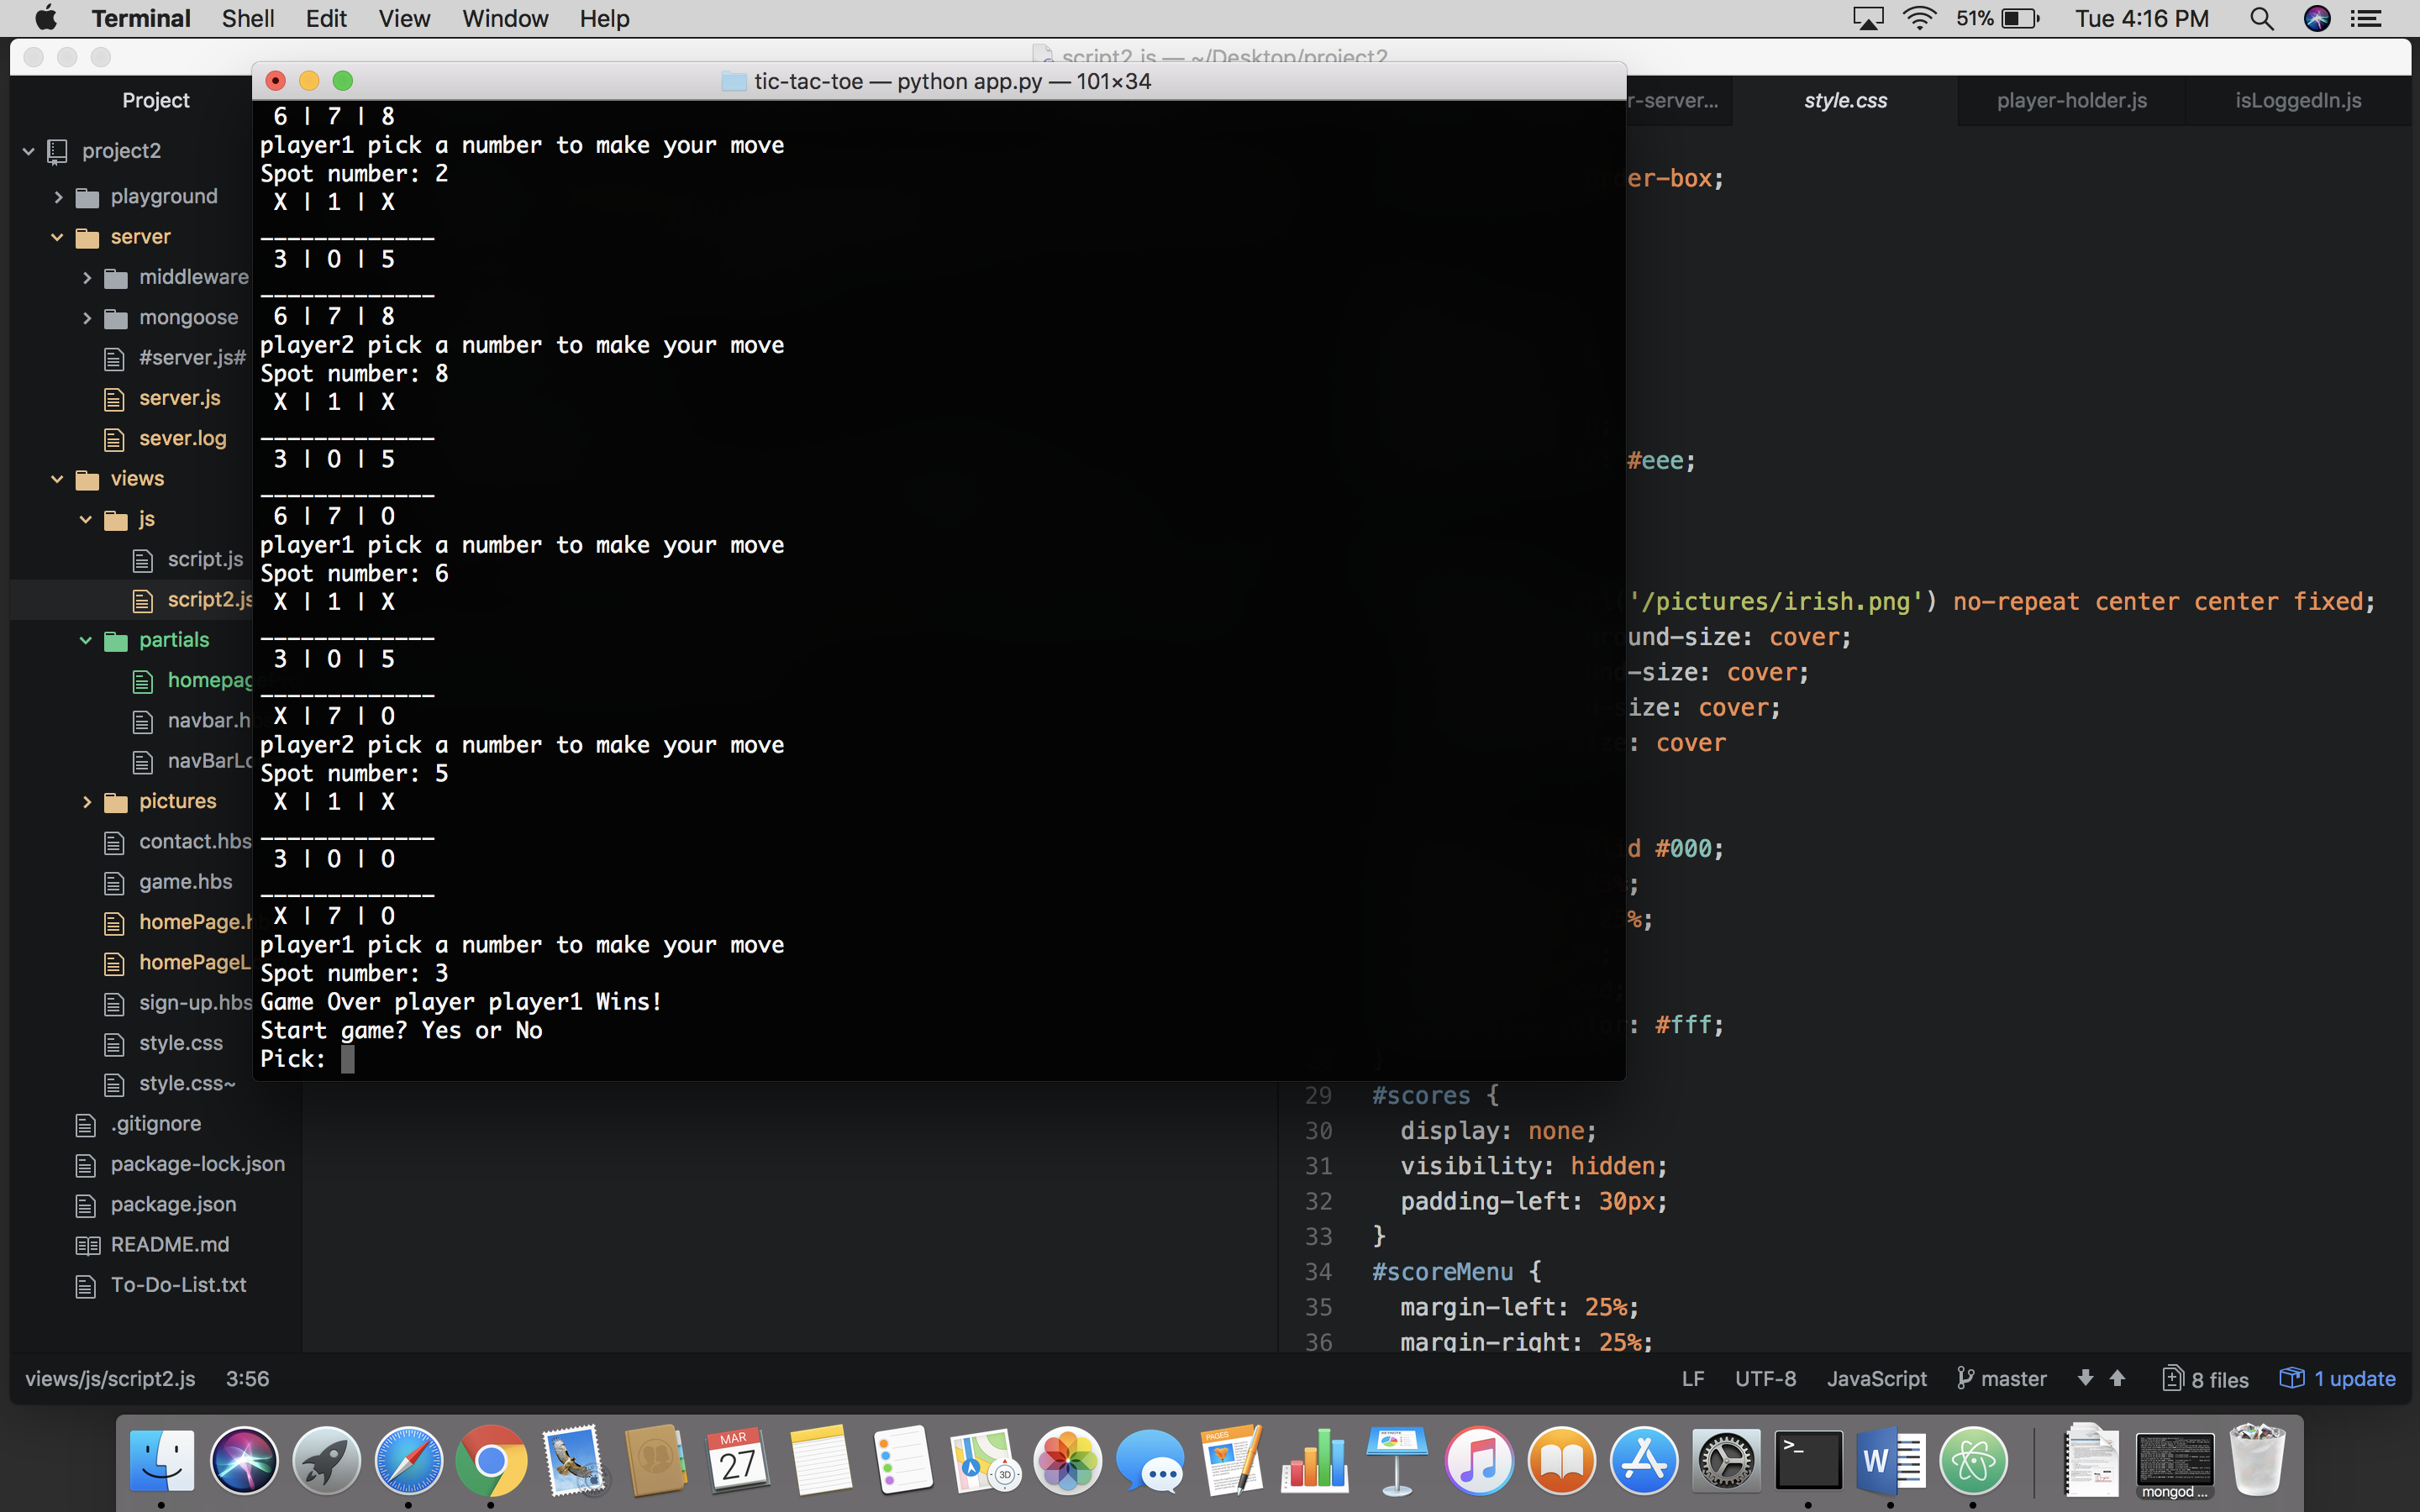 Terminal Shell Edit View Window Help 51% Tue 4:16 PM
script2.js — ~/Desktop/project2
tic-tac-toe — python app.py — 101×34
Project
project2
playground
server
middleware
mongoose
#server.js#
server.js
sever.log
views
js
script.js
script2.js
partials
homepage
navbar.h
navBarLo
pictures
contact.hbs
game.hbs
homePage.h
homePageL
sign-up.hbs
style.css
style.css~
.gitignore
package-lock.json
package.json
README.md
To-Do-List.txt
6 | 7 | 8
player1 pick a number to make your move
Spot number: 2
X | 1 | X
_____________
3 | O | 5
_____________
6 | 7 | 8
player2 pick a number to make your move
Spot number: 8
X | 1 | X
_____________
3 | O | 5
_____________
6 | 7 | O
player1 pick a number to make your move
Spot number: 6
X | 1 | X
_____________
3 | O | 5
_____________
X | 7 | O
player2 pick a number to make your move
Spot number: 5
X | 1 | X
_____________
3 | O | O
_____________
X | 7 | O
player1 pick a number to make your move
Spot number: 3
Game Over player player1 Wins!
Start game? Yes or No
Pick:
r-server... style.css player-holder.js isLoggedIn.js
der-box;
#eee;
('/pictures/irish.png') no-repeat center center fixed;
und-size: cover;
-size: cover;
size: cover;
: cover
d #000;
;
%;
: #fff;
}
29 #scores {
30 display: none;
31 visibility: hidden;
32 padding-left: 30px;
33 }
34 #scoreMenu {
35 margin-left: 25%;
36 margin-right: 25%;
views/js/script2.js 3:56 LF UTF-8 JavaScript master 8 files 1 update
MAR
27
3D
PAGES
>_
W
mongod ...